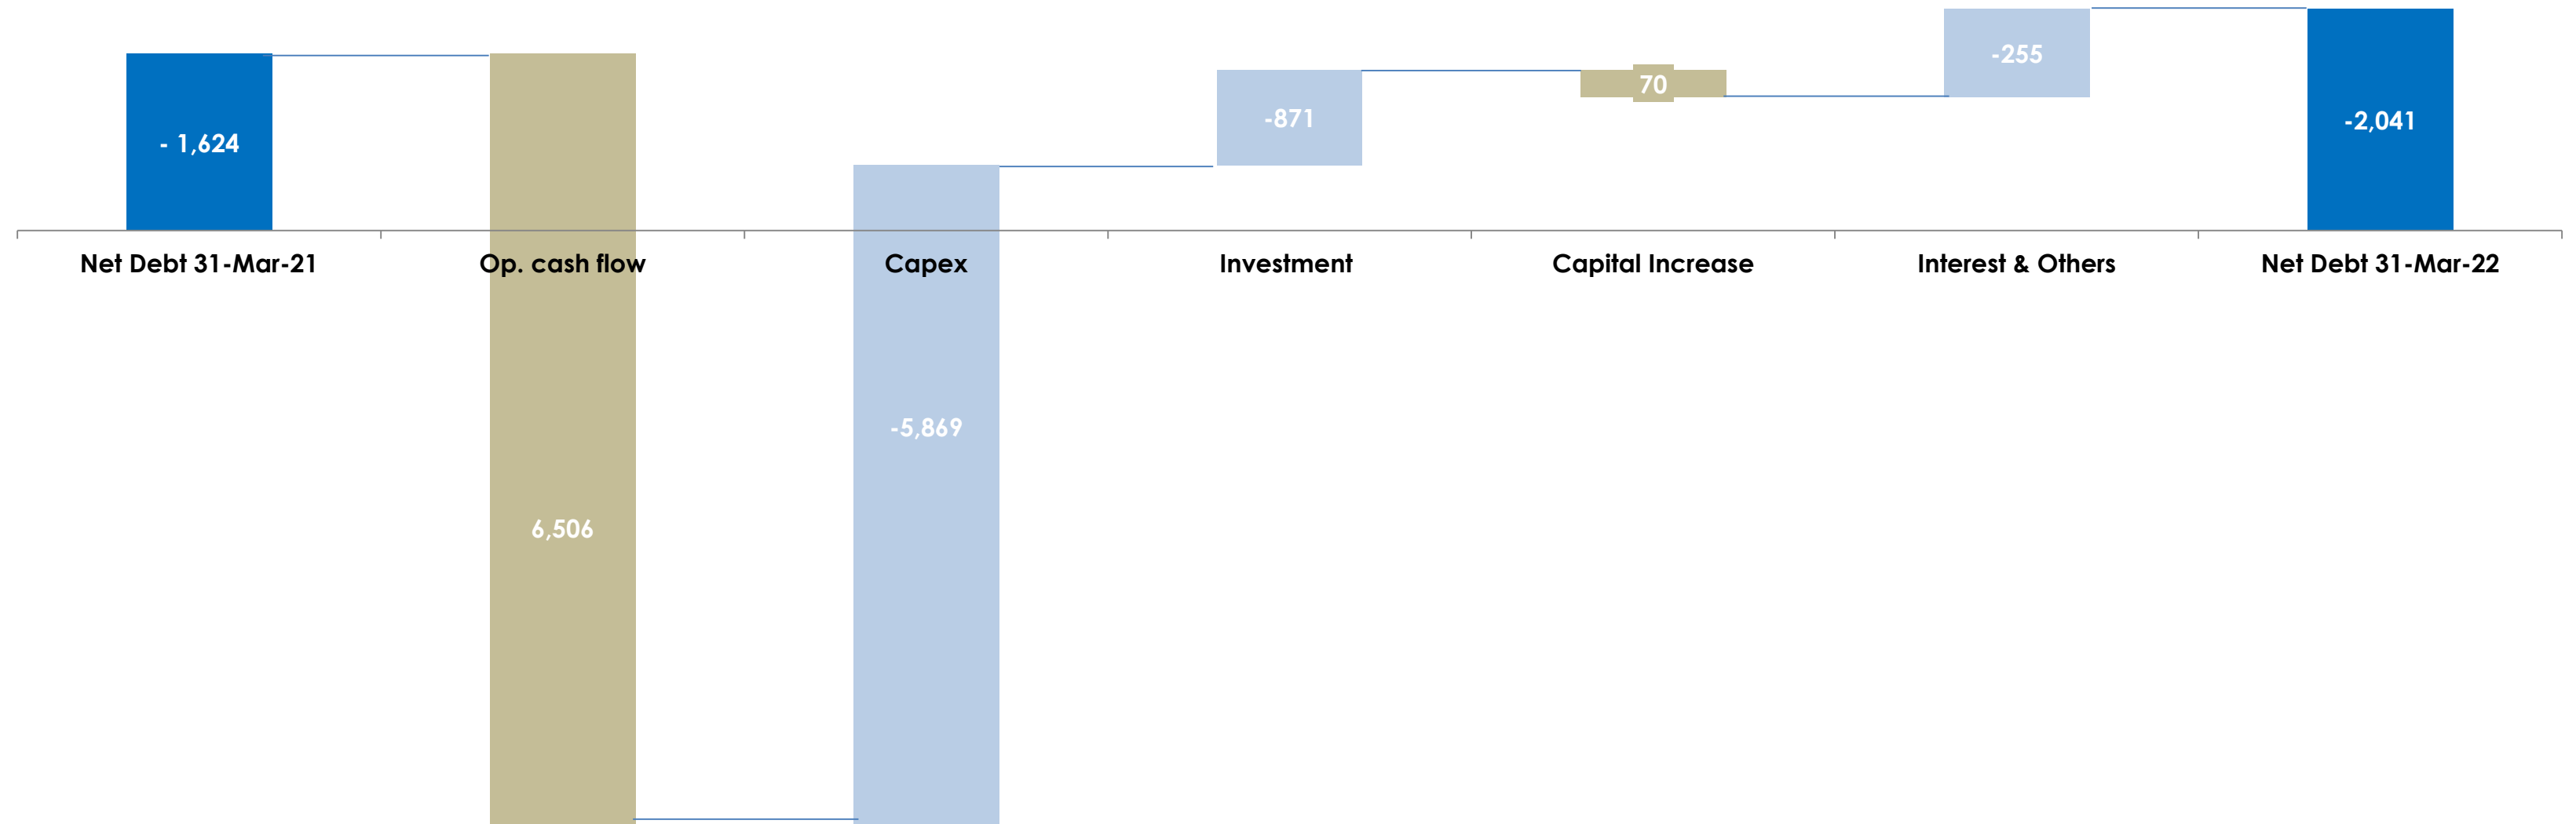 -255
70
-871
- 1,624
-2,041
Net Debt 31-Mar-21
Op. cash flow
Capex
Investment
Capital Increase
Interest & Others
Net Debt 31-Mar-22
-5,869
6,506